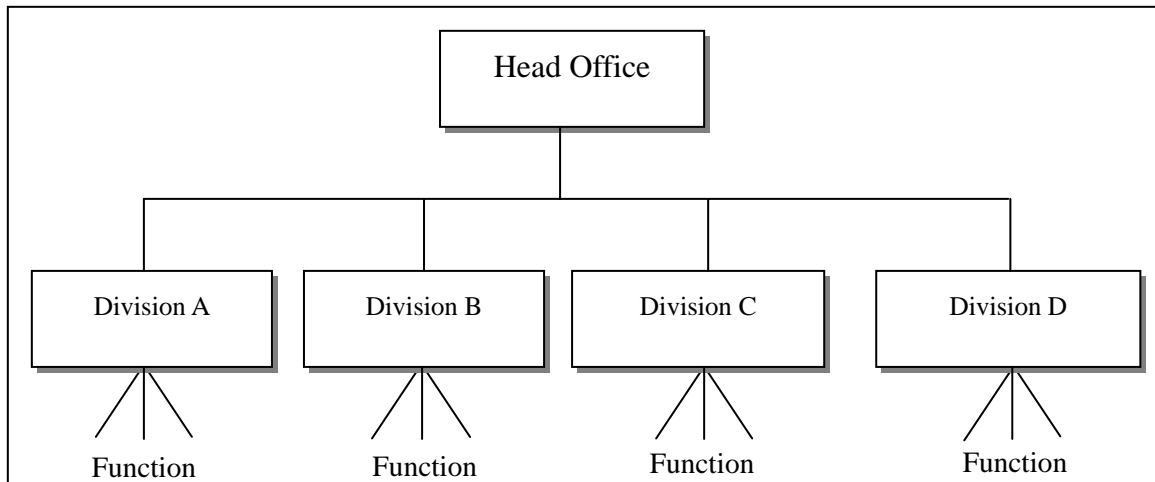 Head Office
Division A
Division B
Division C
Division D
Function
Function
Function
Function